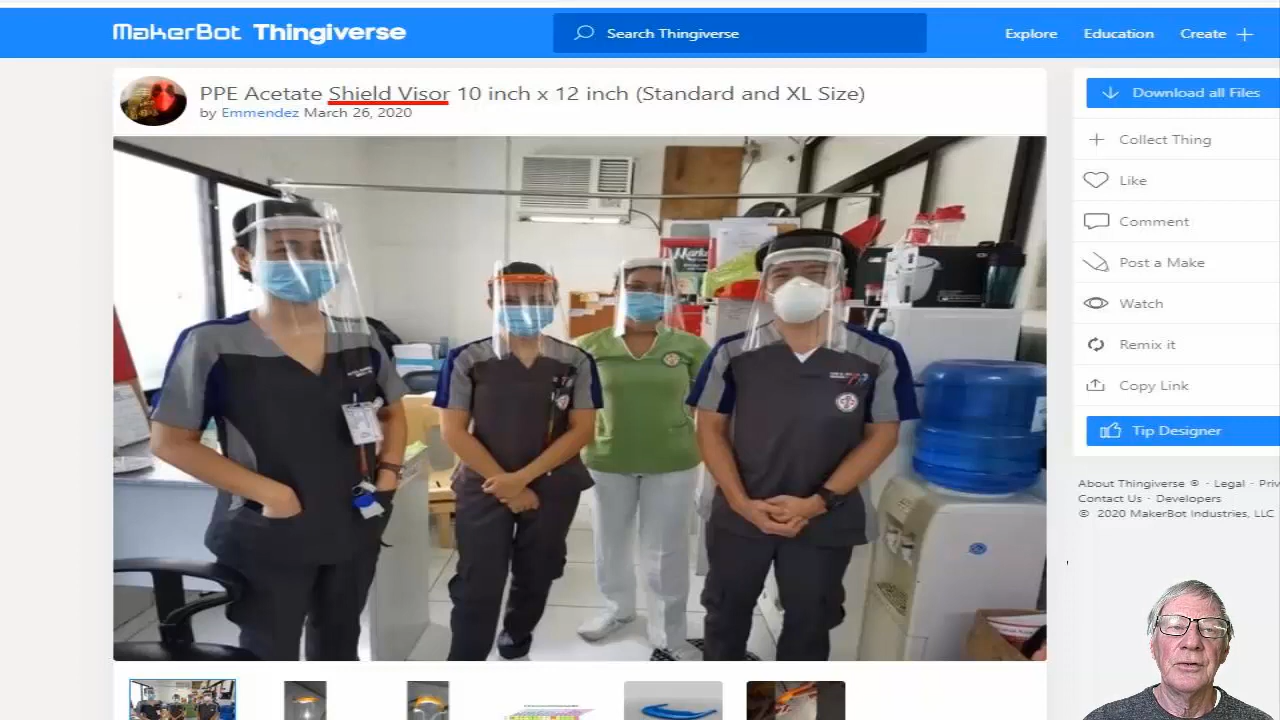 MakerBot Thingiverse
Search Thingiverse
Explore
Education
Create
PPE Acetate Shield Visor 10 inch x 12 inch (Standard and XL Size)
by Emmendez March 26, 2020
Download all Files
Collect Thing
Like
Comment
Post a Make
Watch
Remix it
Copy Link
Tip Designer
About Thingiverse ® · Legal · Priv
Contact Us · Developers
© 2020 MakerBot Industries, LLC